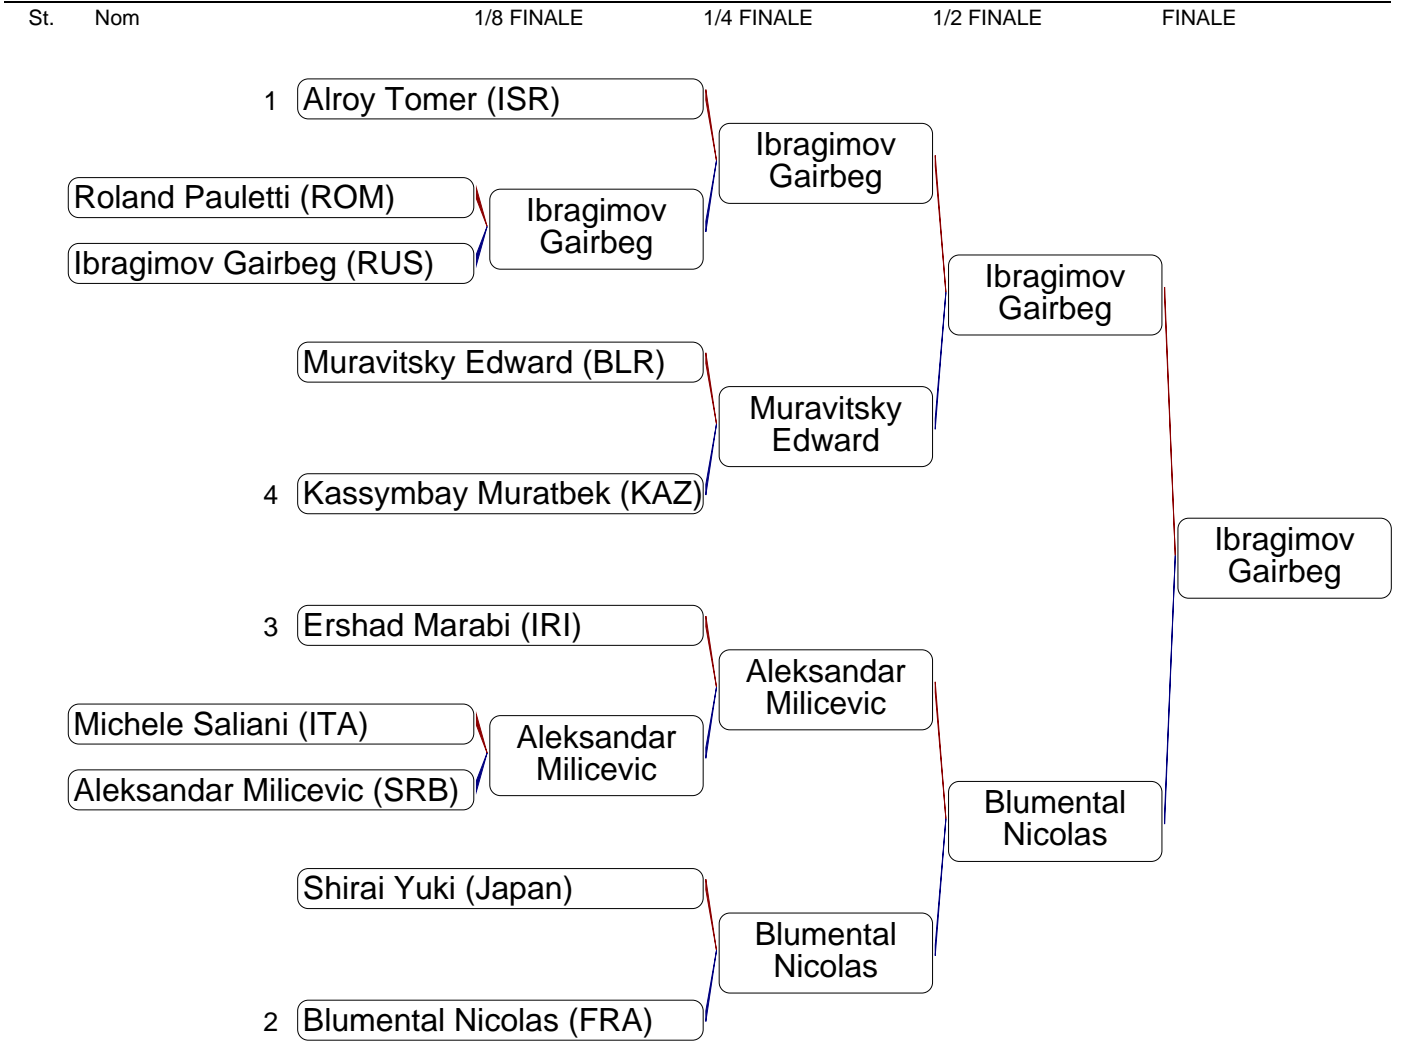 St. Nom 1/8 FINALE 1/4 FINALE 1/2 FINALE FINALE
1 Alroy Tomer (ISR)
Ibragimov
Gairbeg
Roland Pauletti (ROM)
Ibragimov
Gairbeg
Ibragimov Gairbeg (RUS)
Ibragimov
Gairbeg
Muravitsky Edward (BLR)
Muravitsky
Edward
4 Kassymbay Muratbek (KAZ)
Ibragimov
Gairbeg
3 Ershad Marabi (IRI)
Aleksandar
Milicevic
Michele Saliani (ITA)
Aleksandar
Milicevic
Aleksandar Milicevic (SRB)
Blumental
Nicolas
Shirai Yuki (Japan)
Blumental
Nicolas
2 Blumental Nicolas (FRA)